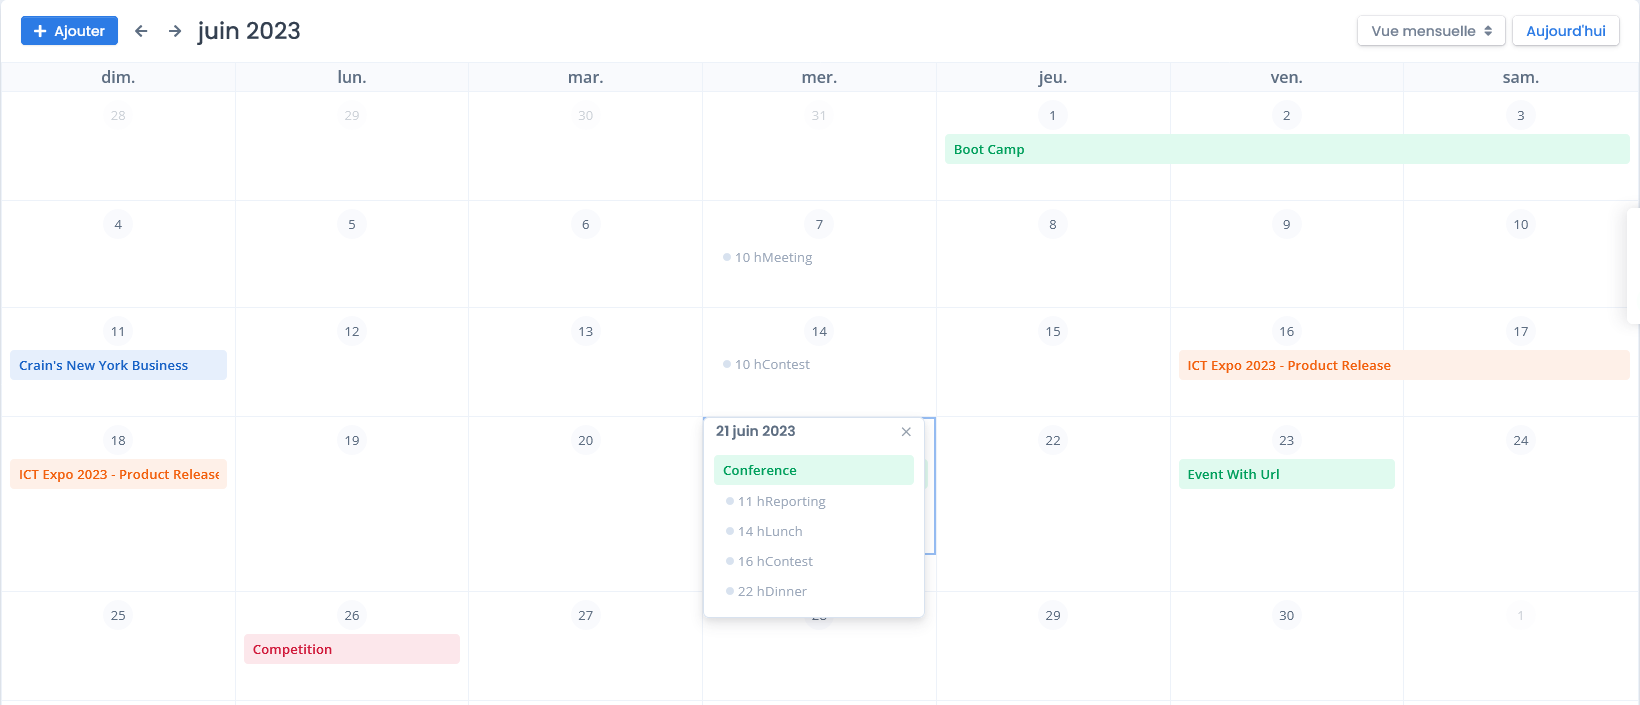 Ajouter juin 2023 Vue mensuelle Aujourd'hui
dim. lun. mar. mer. jeu. ven. sam.
28 29 30 31 1 2 3
Boot Camp
4 5 6 7 8 9 10
10 hMeeting
11 12 13 14 15 16 17
Crain's New York Business 10 hContest ICT Expo 2023 - Product Release
18 19 20 22 23 24
ICT Expo 2023 - Product Release Event With Url
21 juin 2023
Conference
11 hReporting
14 hLunch
16 hContest
22 hDinner
25 26 27 28 29 30 1
Competition